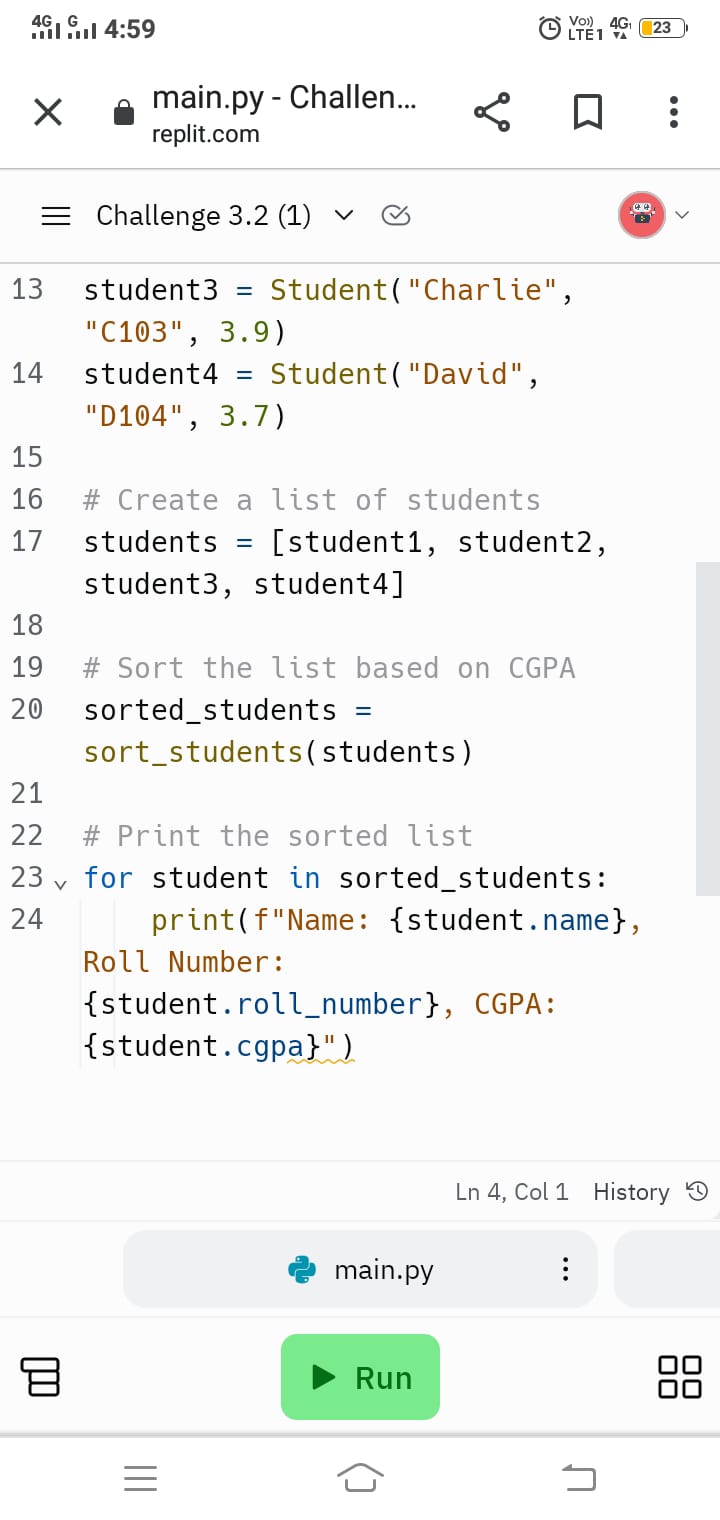 4G G 4:59 Vo)) LTE1 4G 23
main.py - Challen...
replit.com
Challenge 3.2 (1)
13 student3 = Student("Charlie",
"C103", 3.9)
14 student4 = Student("David",
"D104", 3.7)
15
16 # Create a list of students
17 students = [student1, student2,
student3, student4]
18
19 # Sort the list based on CGPA
20 sorted_students =
sort_students(students)
21
22 # Print the sorted list
23 for student in sorted_students:
24 print(f"Name: {student.name},
Roll Number:
{student.roll_number}, CGPA:
{student.cgpa}")
Ln 4, Col 1 History
main.py
Run